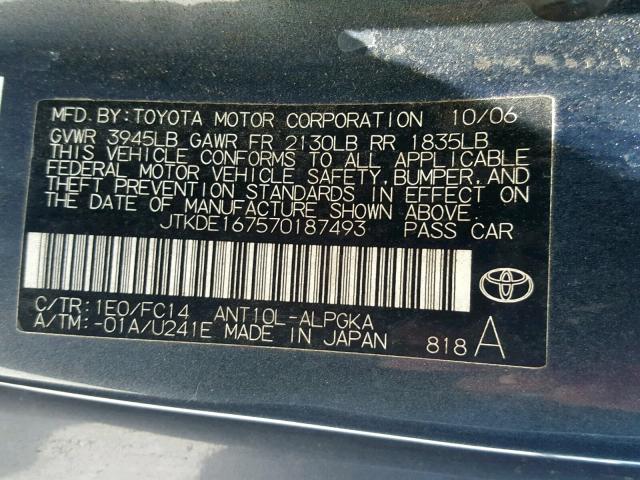 MFD.BY:TOYOTA MOTOR CORPORATION 10/06
GVWR 3945LB GAWR FR 2130LB RR 1835LB
THIS VEHICLE CONFORMS TO ALL APPLICABLE
FEDERAL MOTOR VEHICLE SAFETY, BUMPER, AND
THEFT PREVENTION STANDARDS IN EFFECT ON
THE DATE OF MANUFACTURE SHOWN ABOVE.
JTKDE167570187493 PASS CAR
C/TR: 1E0/FC14 ANT10L-ALPGKA
A/TM: -01A/U241E MADE IN JAPAN 818 A